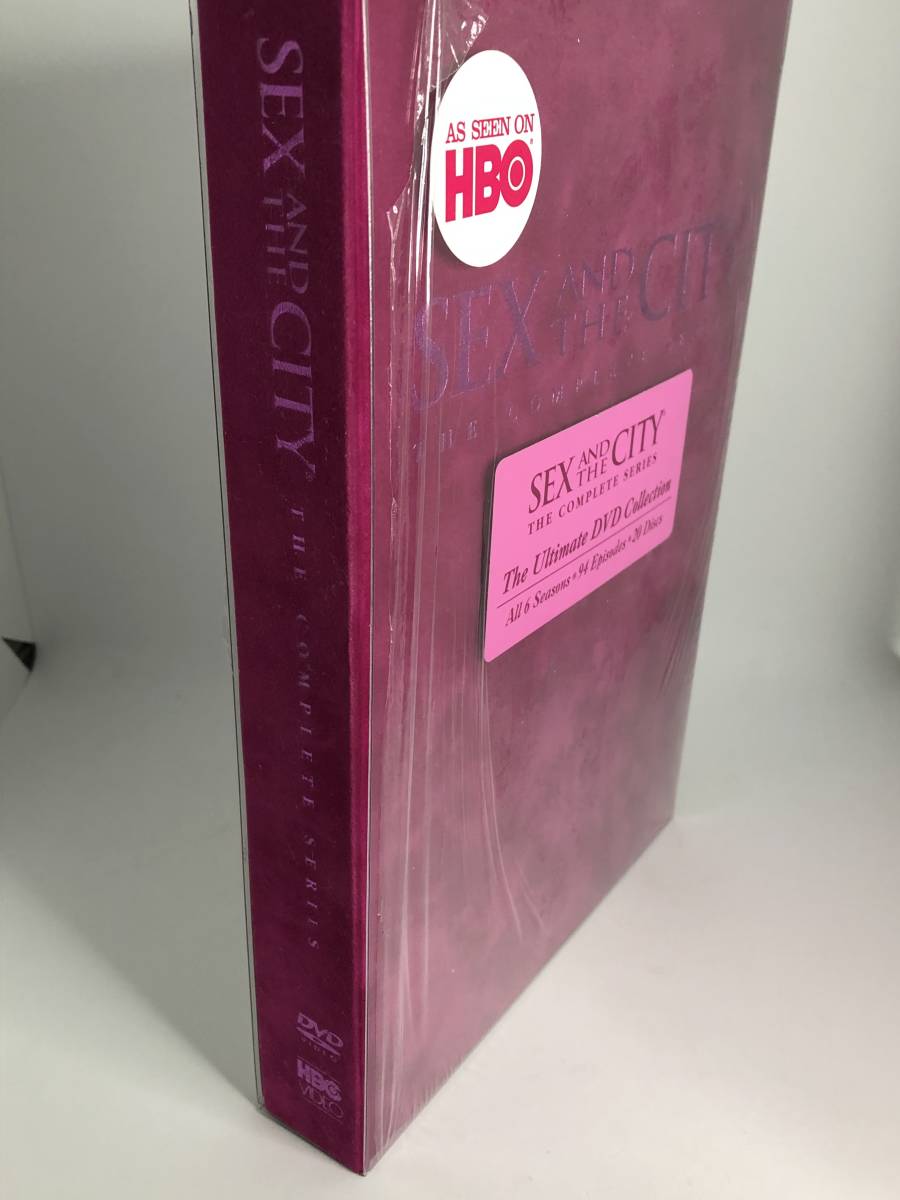 SEX AND THE CITY THE COMPLETE SERIES
DVD
VIDEO
HBO
VIDEO
AS SEEN ON
HBO®
SEX AND THE CITY
THE COMPLETE
SEX AND THE CITY®
THE COMPLETE SERIES
The Ultimate DVD Collection
All 6 Seasons • 94 Episodes • 20 Discs